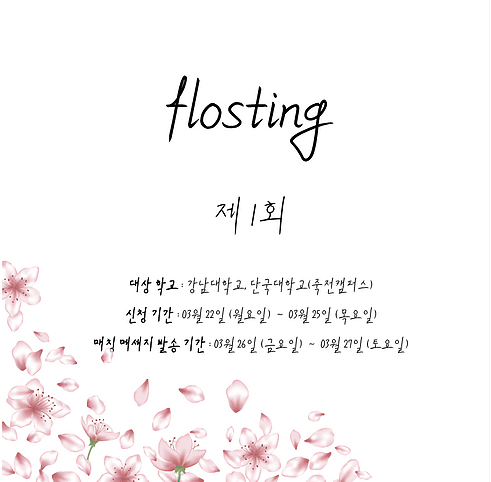 flosting
제 1회
대상 학교 : 강남대학교, 단국대학교(죽전캠퍼스)
신청 기간 : 03월 22일 (월요일) - 03월 25일 (목요일)
매칭 메세지 발송 기간 : 03월 26일 (금요일) ~ 03월 27일 (토요일)